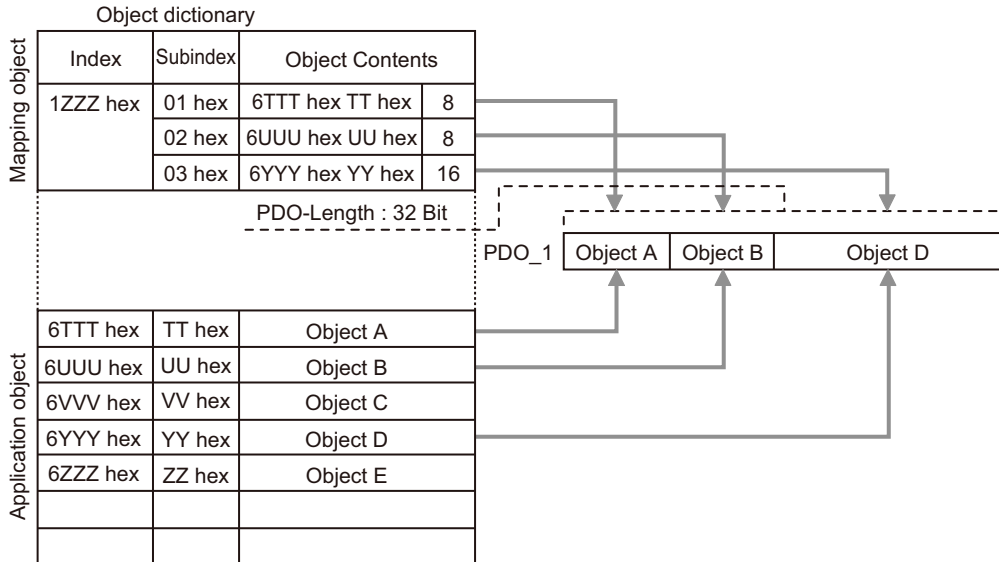 Object dictionary
Mapping object
Index Subindex Object Contents
1ZZZ hex 01 hex 6TTT hex TT hex 8
02 hex 6UUU hex UU hex 8
03 hex 6YYY hex YY hex 16
PDO-Length : 32 Bit
PDO_1 Object A Object B Object D
Application object
6TTT hex TT hex Object A
6UUU hex UU hex Object B
6VVV hex VV hex Object C
6YYY hex YY hex Object D
6ZZZ hex ZZ hex Object E